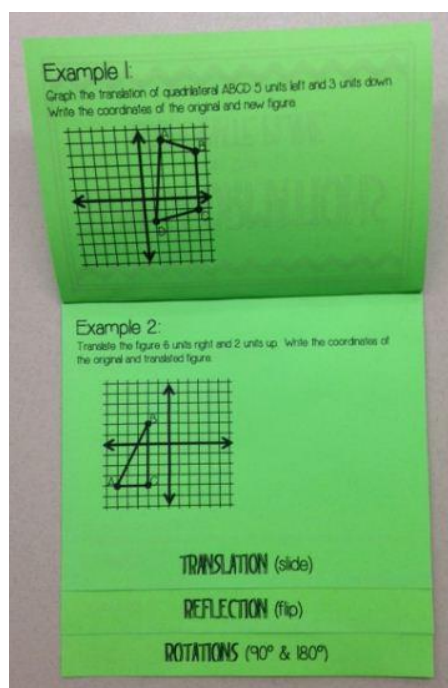 Example 1:
Graph the translation of quadrilateral ABCD 5 units left and 3 units down.
Write the coordinates of the original and new figure.
A
B
C
D
Example 2:
Translate the figure 6 units right and 2 units up. Write the coordinates of
the original and translated figure.
B
A
C
TRANSLATION (slide)
REFLECTION (flip)
ROTATIONS (90° & 180°)